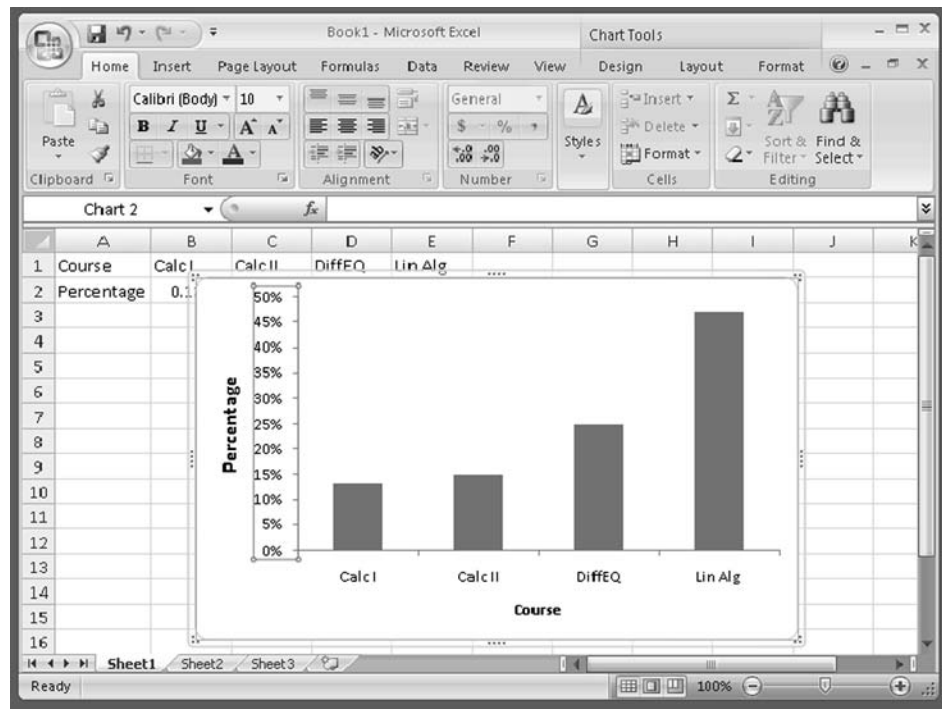 Book1 - Microsoft Excel
Chart Tools
Home Insert Page Layout Formulas Data Review View Design Layout Format
Calibri (Body) 10
General
Insert
B I U A A
$ % ,
Delete
Paste
Styles
Sort & Find &
A
.00
Format
Filter Select
Clipboard Font Alignment Number Cells Editing
Chart 2
fx
A B C D E F G H I J K
1 Course Calc I Calc II DiffEQ Lin Alg
2 Percentage 0.1
3
4
5
6
7
8
9
10
11
12
13
14
15
16
50%
45%
40%
35%
30%
25%
20%
15%
10%
5%
0%
Percentage
Calc I Calc II DiffEQ Lin Alg
Course
Sheet1 Sheet2 Sheet3
Ready
100%